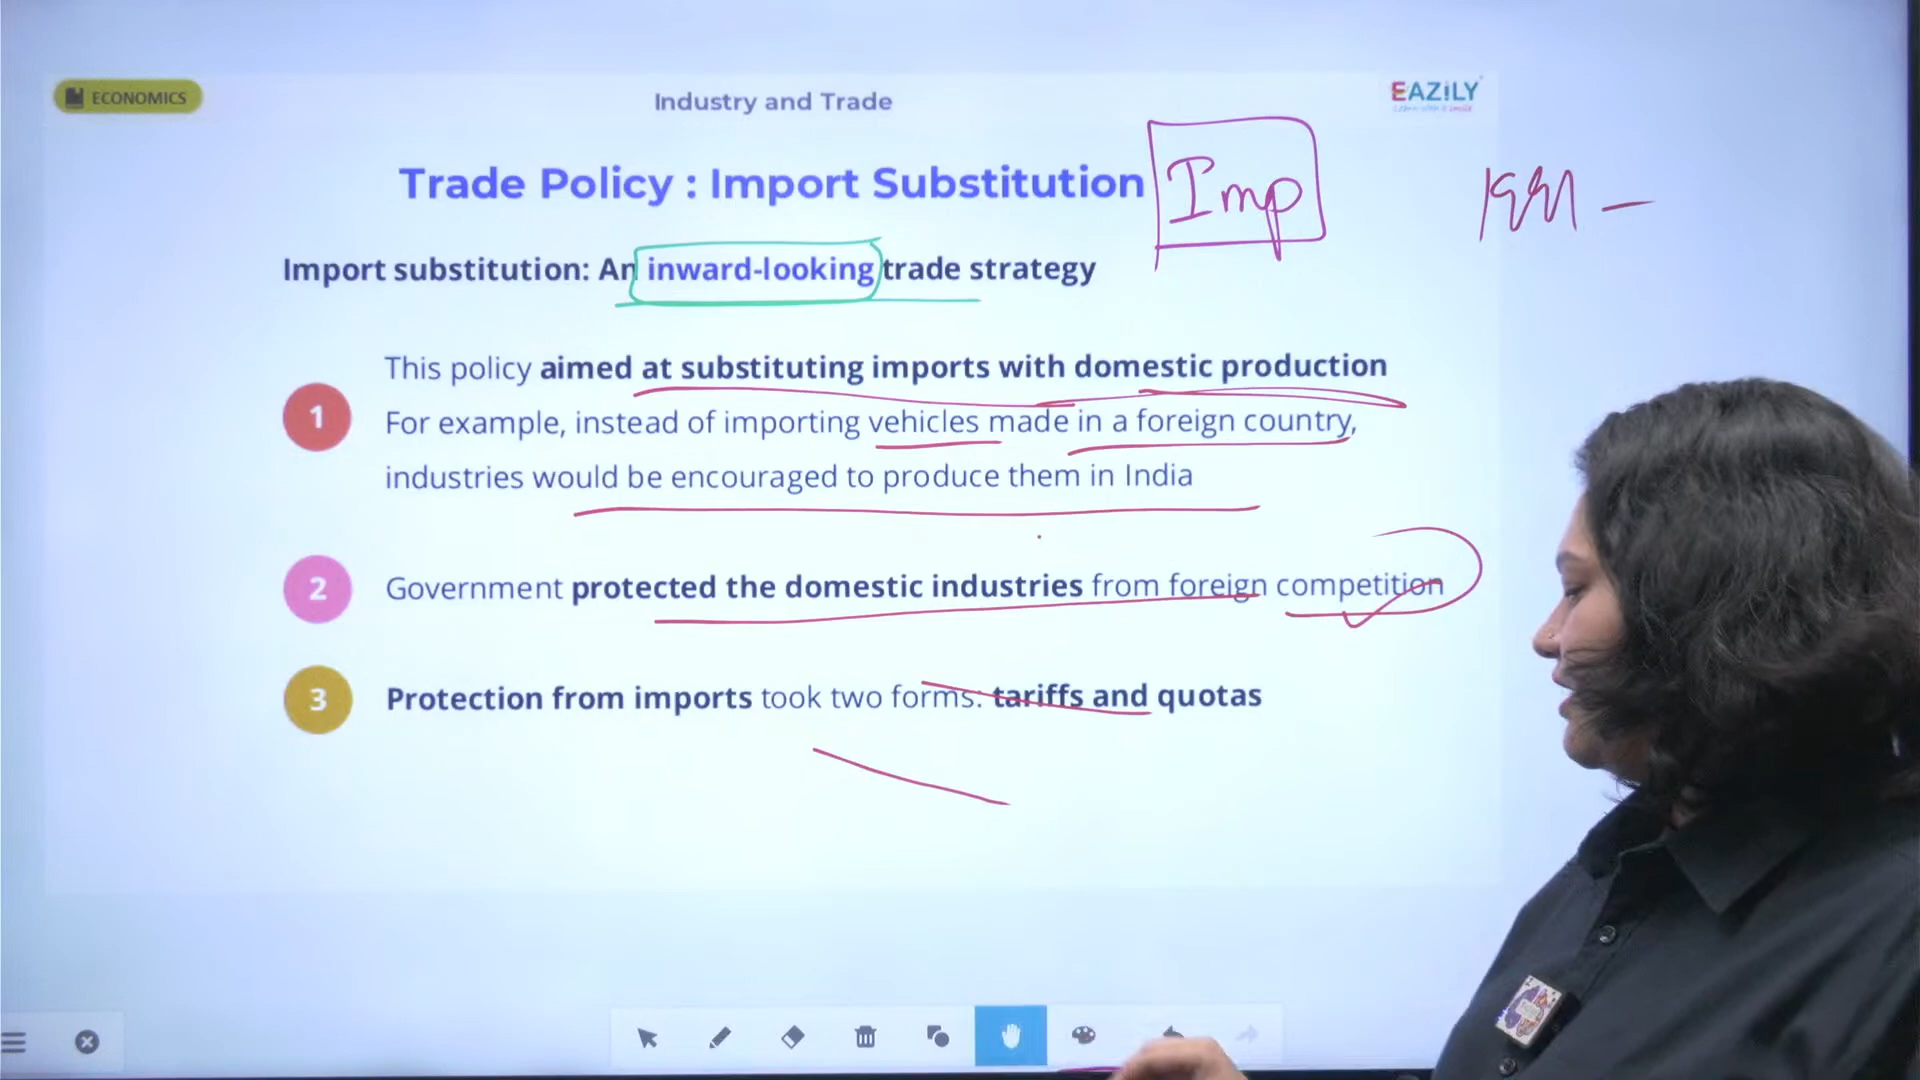 ECONOMICS
Industry and Trade
EAZiLY
Trade Policy : Import Substitution
Imp
1991 –
Import substitution: An inward-looking trade strategy
This policy aimed at substituting imports with domestic production
1
For example, instead of importing vehicles made in a foreign country,
industries would be encouraged to produce them in India
2
Government protected the domestic industries from foreign competition
3
Protection from imports took two forms: tariffs and quotas